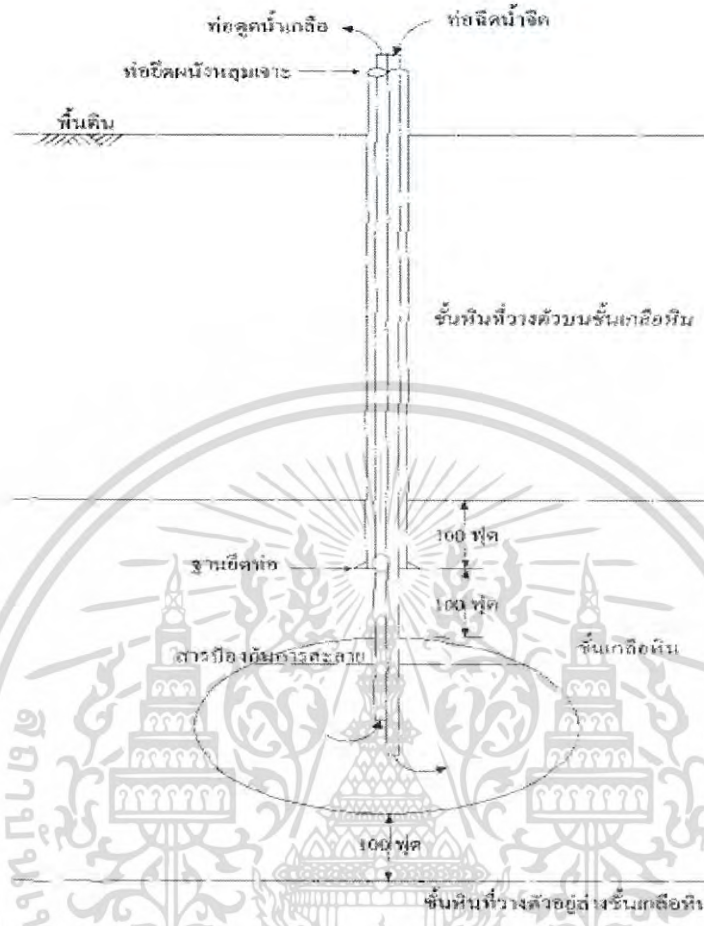 ท่อดูดน้ำเกลือ
ท่อฉีดน้ำจืด
ท่อยึดผนังหลุมเจาะ
พื้นดิน
ชั้นหินที่วางตัวบนชั้นเกลือหิน
100 ฟุต
ฐานยึดท่อ
100 ฟุต
สารป้องกันการละลาย
ชั้นเกลือหิน
100 ฟุต
ชั้นหินที่วางตัวอยู่ล่างชั้นเกลือหิน